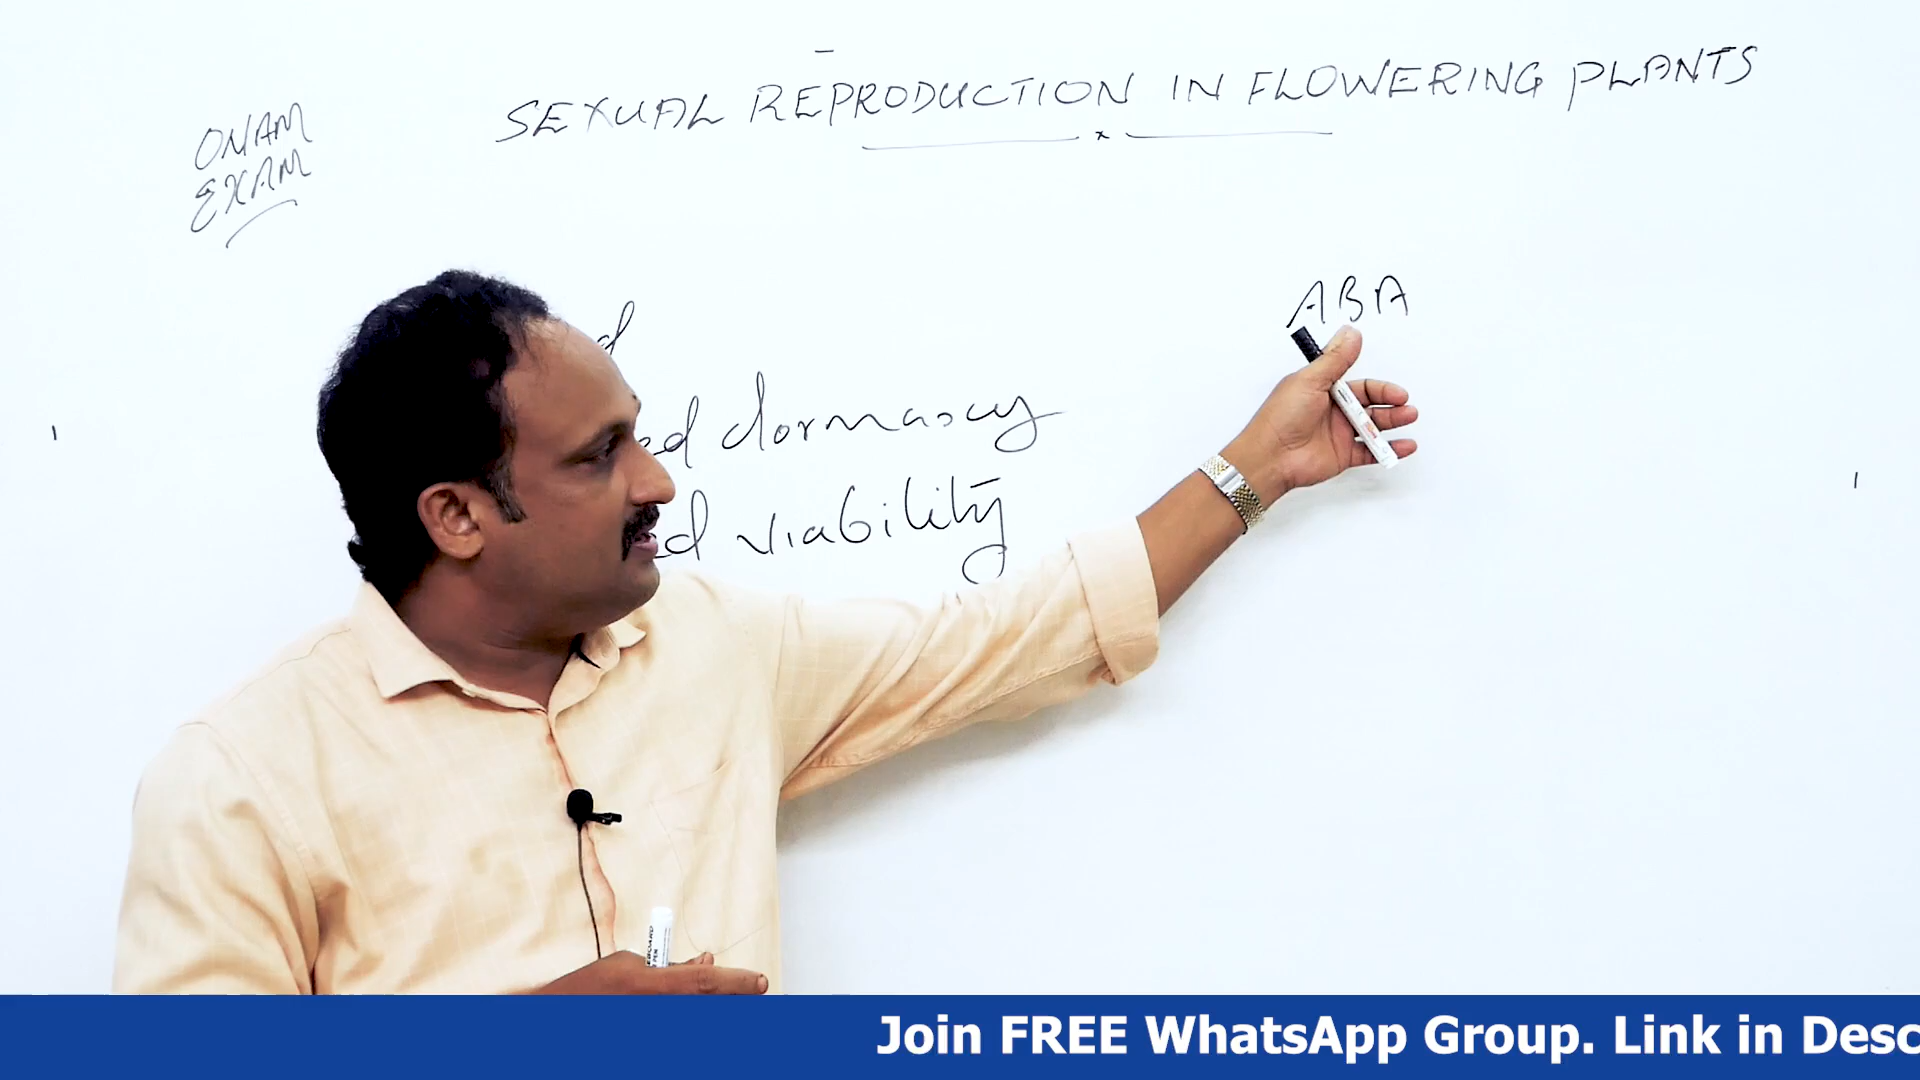 SEXUAL REPRODUCTION IN FLOWERING PLANTS
ONAM
EXAM
ABA
dormancy
viability
Join FREE WhatsApp Group. Link in Desc